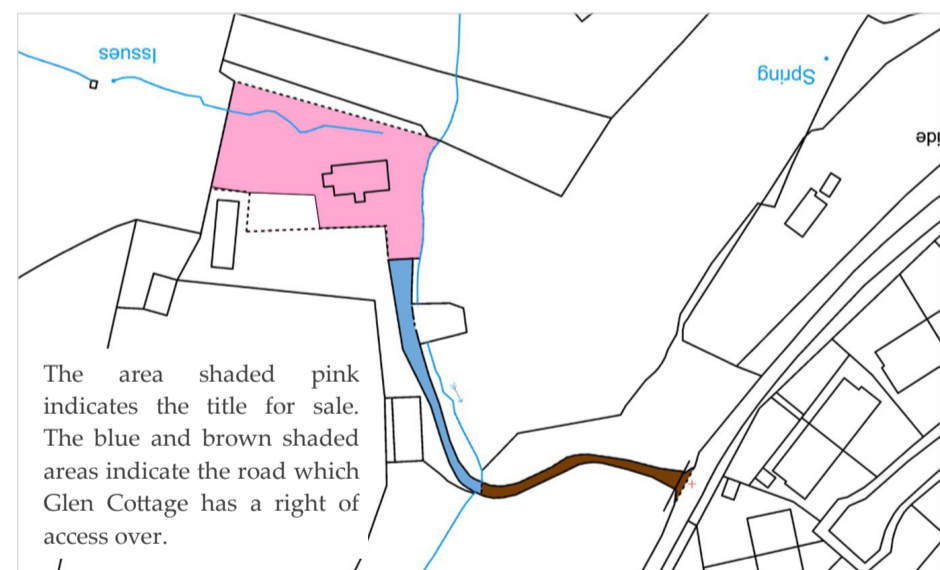 Issues
Spring
ide
The area shaded pink
indicates the title for sale.
The blue and brown shaded
areas indicate the road which
Glen Cottage has a right of
access over.